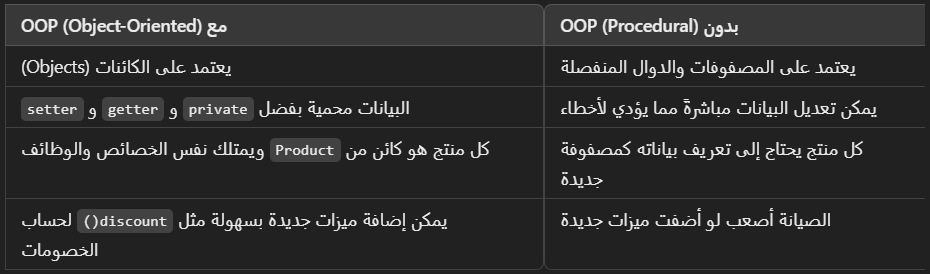 بدون OOP (Procedural)
مع OOP (Object-Oriented)
يعتمد على المصفوفات والدوال المنفصلة
يعتمد على الكائنات (Objects)
يمكن تعديل البيانات مباشرةً مما يؤدي لأخطاء
البيانات محمية بفضل private و getter و setter
كل منتج يحتاج إلى تعريف بياناته كمصفوفة
جديدة
كل منتج هو كائن من Product ويمتلك نفس الخصائص والوظائف
الصيانة أصعب لو أضفت ميزات جديدة
يمكن إضافة ميزات جديدة بسهولة مثل discount() لحساب
الخصومات